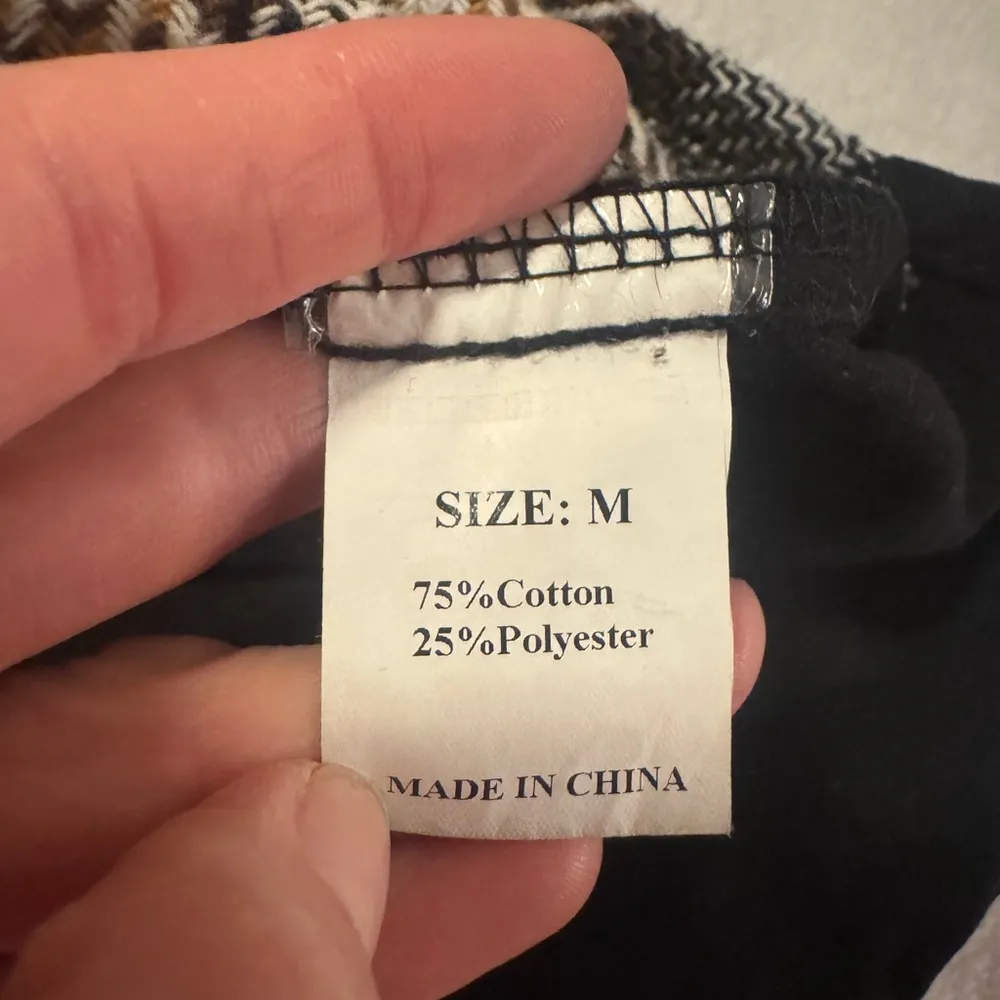 SIZE: M
75%Cotton
25%Polyester
MADE IN CHINA